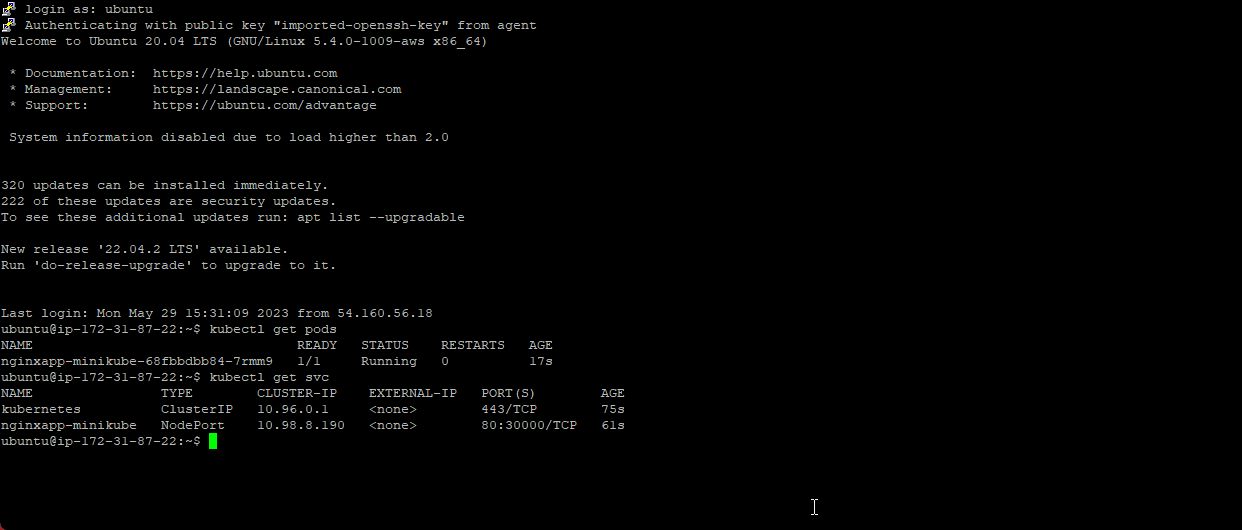 login as: ubuntu
Authenticating with public key "imported-openssh-key" from agent
Welcome to Ubuntu 20.04 LTS (GNU/Linux 5.4.0-1009-aws x86_64)
* Documentation:  https://help.ubuntu.com
* Management:     https://landscape.canonical.com
* Support:        https://ubuntu.com/advantage
System information disabled due to load higher than 2.0
320 updates can be installed immediately.
222 of these updates are security updates.
To see these additional updates run: apt list --upgradable
New release '22.04.2 LTS' available.
Run 'do-release-upgrade' to upgrade to it.
Last login: Mon May 29 15:31:09 2023 from 54.160.56.18
ubuntu@ip-172-31-87-22:~$ kubectl get pods
NAME                                 READY   STATUS    RESTARTS   AGE
nginxapp-minikube-68fbbdbb84-7rmm9   1/1     Running   0          17s
ubuntu@ip-172-31-87-22:~$ kubectl get svc
NAME                TYPE        CLUSTER-IP    EXTERNAL-IP   PORT(S)        AGE
kubernetes          ClusterIP   10.96.0.1     <none>        443/TCP        75s
nginxapp-minikube   NodePort    10.98.8.190   <none>        80:30000/TCP   61s
ubuntu@ip-172-31-87-22:~$